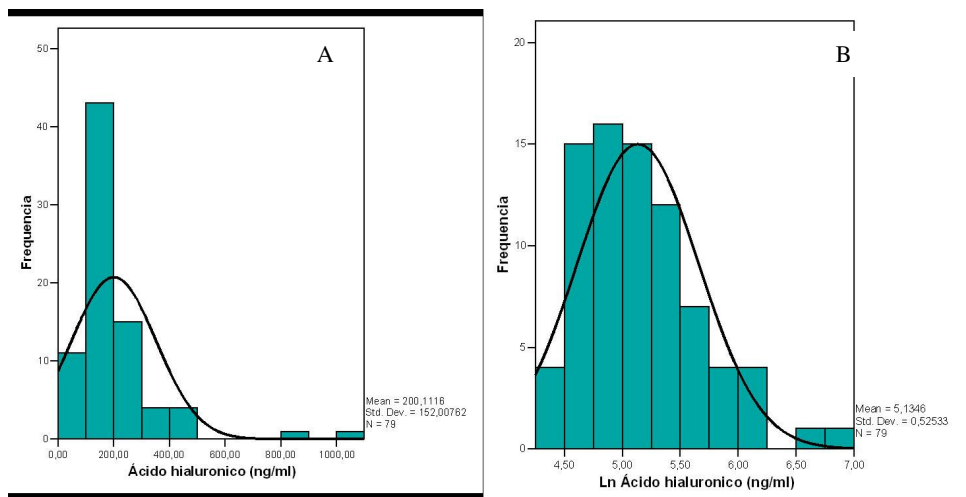 A
50
40
30
20
10
0
Frequencia
0,00 200,00 400,00 600,00 800,00 1000,00
Ácido hialuronico (ng/ml)
Mean = 200,1116
Std. Dev. = 152,00762
N = 79
B
20
15
10
5
0
Frequencia
4,50 5,00 5,50 6,00 6,50 7,00
Ln Ácido hialuronico (ng/ml)
Mean = 5,1346
Std. Dev. = 0,52533
N = 79